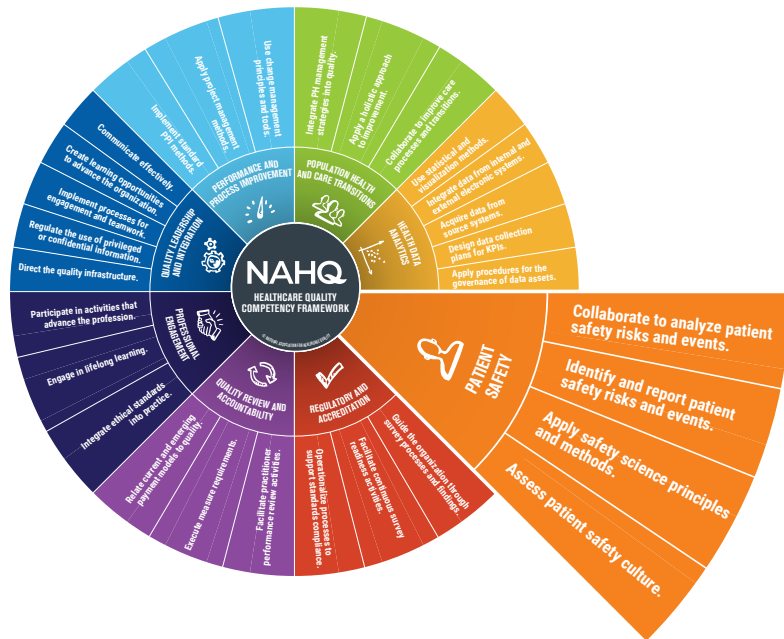 NAHQ
HEALTHCARE QUALITY
COMPETENCY FRAMEWORK
POPULATION HEALTH
AND CARE TRANSITIONS
Integrate PH management
strategies into quality.
Apply a holistic approach
to improvement.
Collaborate to improve care
processes and transitions.
HEALTH DATA
ANALYTICS
Use statistical and
visualization methods.
Integrate data from internal and
external electronic systems.
Acquire data from
source systems.
Design data collection
plans for KPIs.
Apply procedures for the
governance of data assets.
PATIENT
SAFETY
Collaborate to analyze patient
safety risks and events.
Identify and report patient
safety risks and events.
Apply safety science principles
and methods.
Assess patient safety culture.
REGULATORY AND
ACCREDITATION
Guide the organization through
survey processes and findings.
Facilitate continuous survey
readiness activities.
Operationalize processes to
support standards compliance.
QUALITY REVIEW AND
ACCOUNTABILITY
Facilitate practitioner
performance review activities.
Execute measure requirements.
Relate current and emerging
payment models to quality.
PROFESSIONAL
ENGAGEMENT
Integrate ethical standards
into practice.
Engage in lifelong learning.
Participate in activities that
advance the profession.
QUALITY LEADERSHIP
AND INTEGRATION
Direct the quality infrastructure.
Regulate the use of privileged
or confidential information.
Implement processes for
engagement and teamwork.
Create learning opportunities
to advance the organization.
Communicate effectively.
PERFORMANCE AND
PROCESS IMPROVEMENT
Implement standard
PPI methods.
Apply project management
methods.
Use change management
principles and tools.